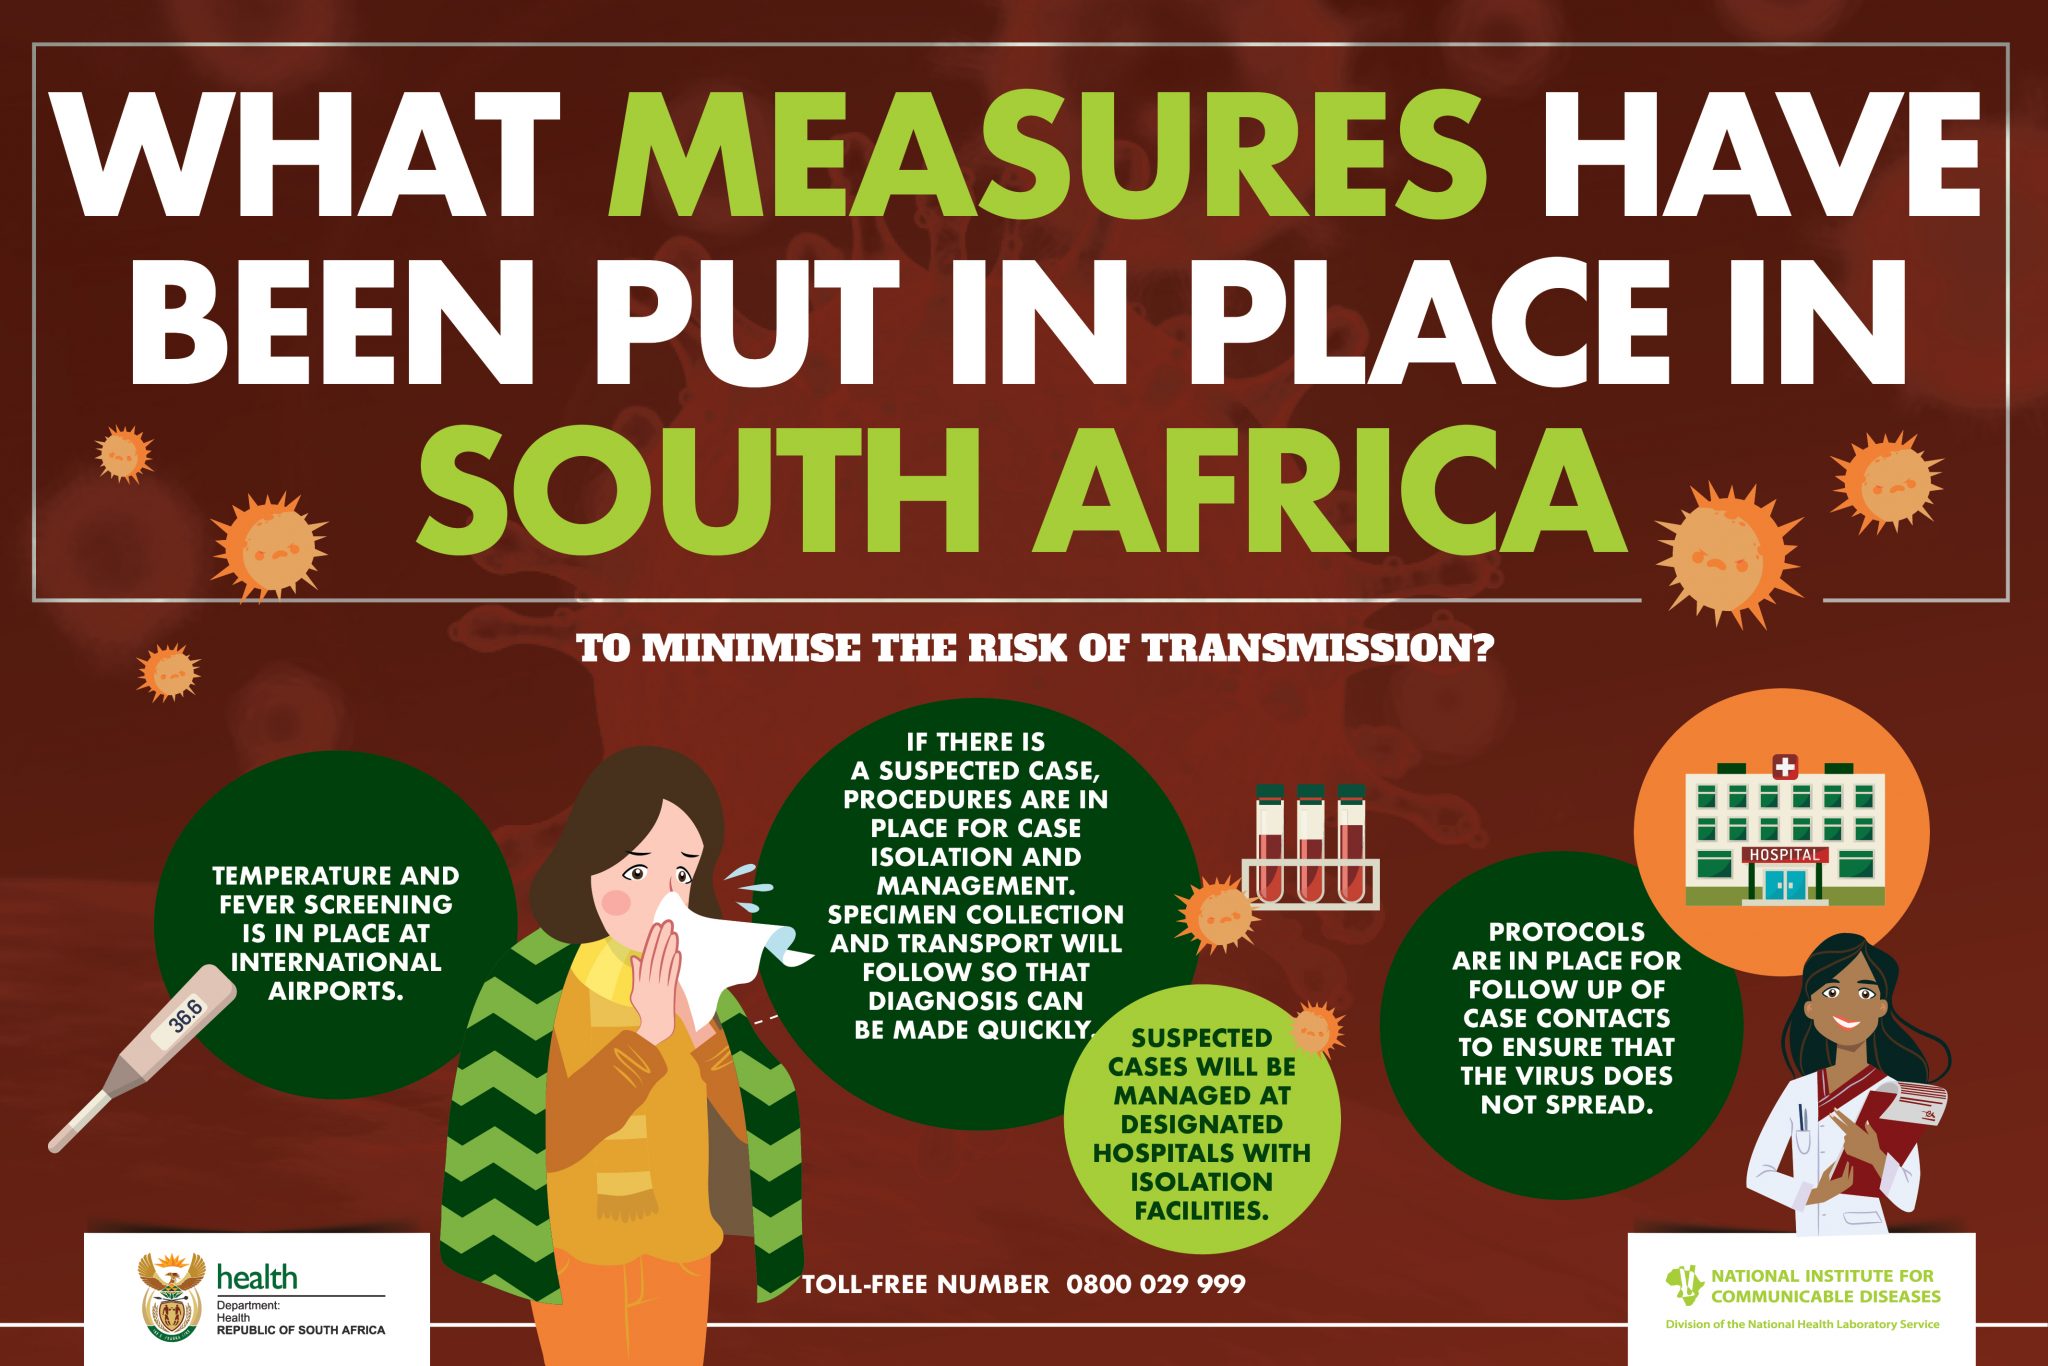 WHAT MEASURES HAVE
BEEN PUT IN PLACE IN
SOUTH AFRICA
TO MINIMISE THE RISK OF TRANSMISSION?
TEMPERATURE AND
FEVER SCREENING
IS IN PLACE AT
INTERNATIONAL
AIRPORTS.
36.6
IF THERE IS
A SUSPECTED CASE,
PROCEDURES ARE IN
PLACE FOR CASE
ISOLATION AND
MANAGEMENT.
SPECIMEN COLLECTION
AND TRANSPORT WILL
FOLLOW SO THAT
DIAGNOSIS CAN
BE MADE QUICKLY.
SUSPECTED
CASES WILL BE
MANAGED AT
DESIGNATED
HOSPITALS WITH
ISOLATION
FACILITIES.
HOSPITAL
PROTOCOLS
ARE IN PLACE FOR
FOLLOW UP OF
CASE CONTACTS
TO ENSURE THAT
THE VIRUS DOES
NOT SPREAD.
TOLL-FREE NUMBER 0800 029 999
health
Department:
Health
REPUBLIC OF SOUTH AFRICA
NATIONAL INSTITUTE FOR
COMMUNICABLE DISEASES
Division of the National Health Laboratory Service